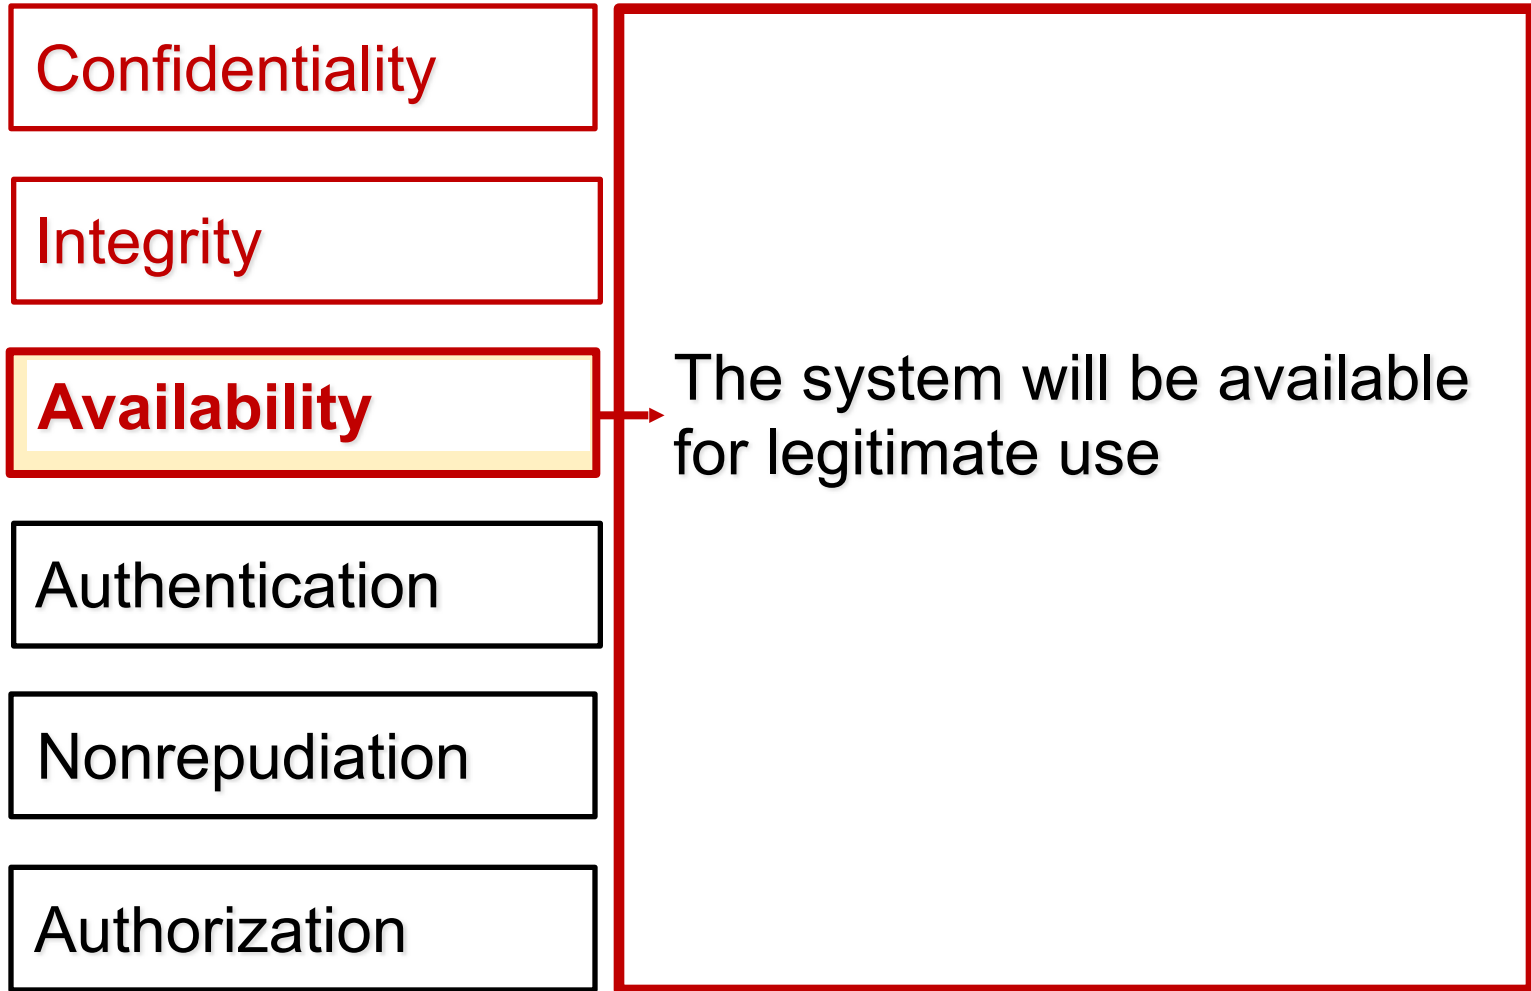 Confidentiality
Integrity
Availability
The system will be available
for legitimate use
Authentication
Nonrepudiation
Authorization